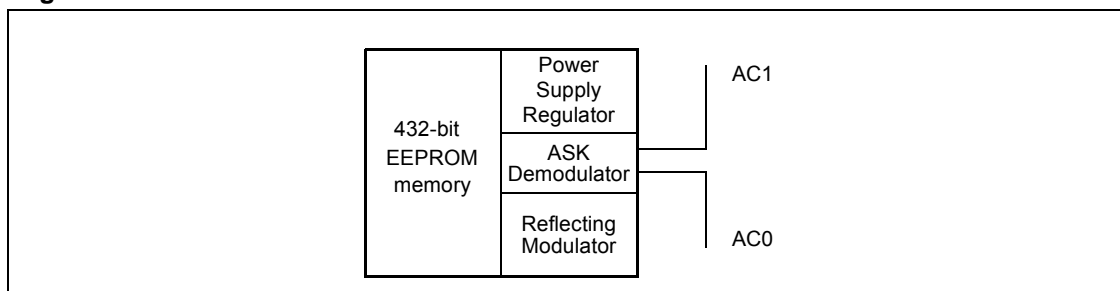 432-bit
EEPROM
memory
Power
Supply
Regulator
ASK
Demodulator
Reflecting
Modulator
AC1
AC0